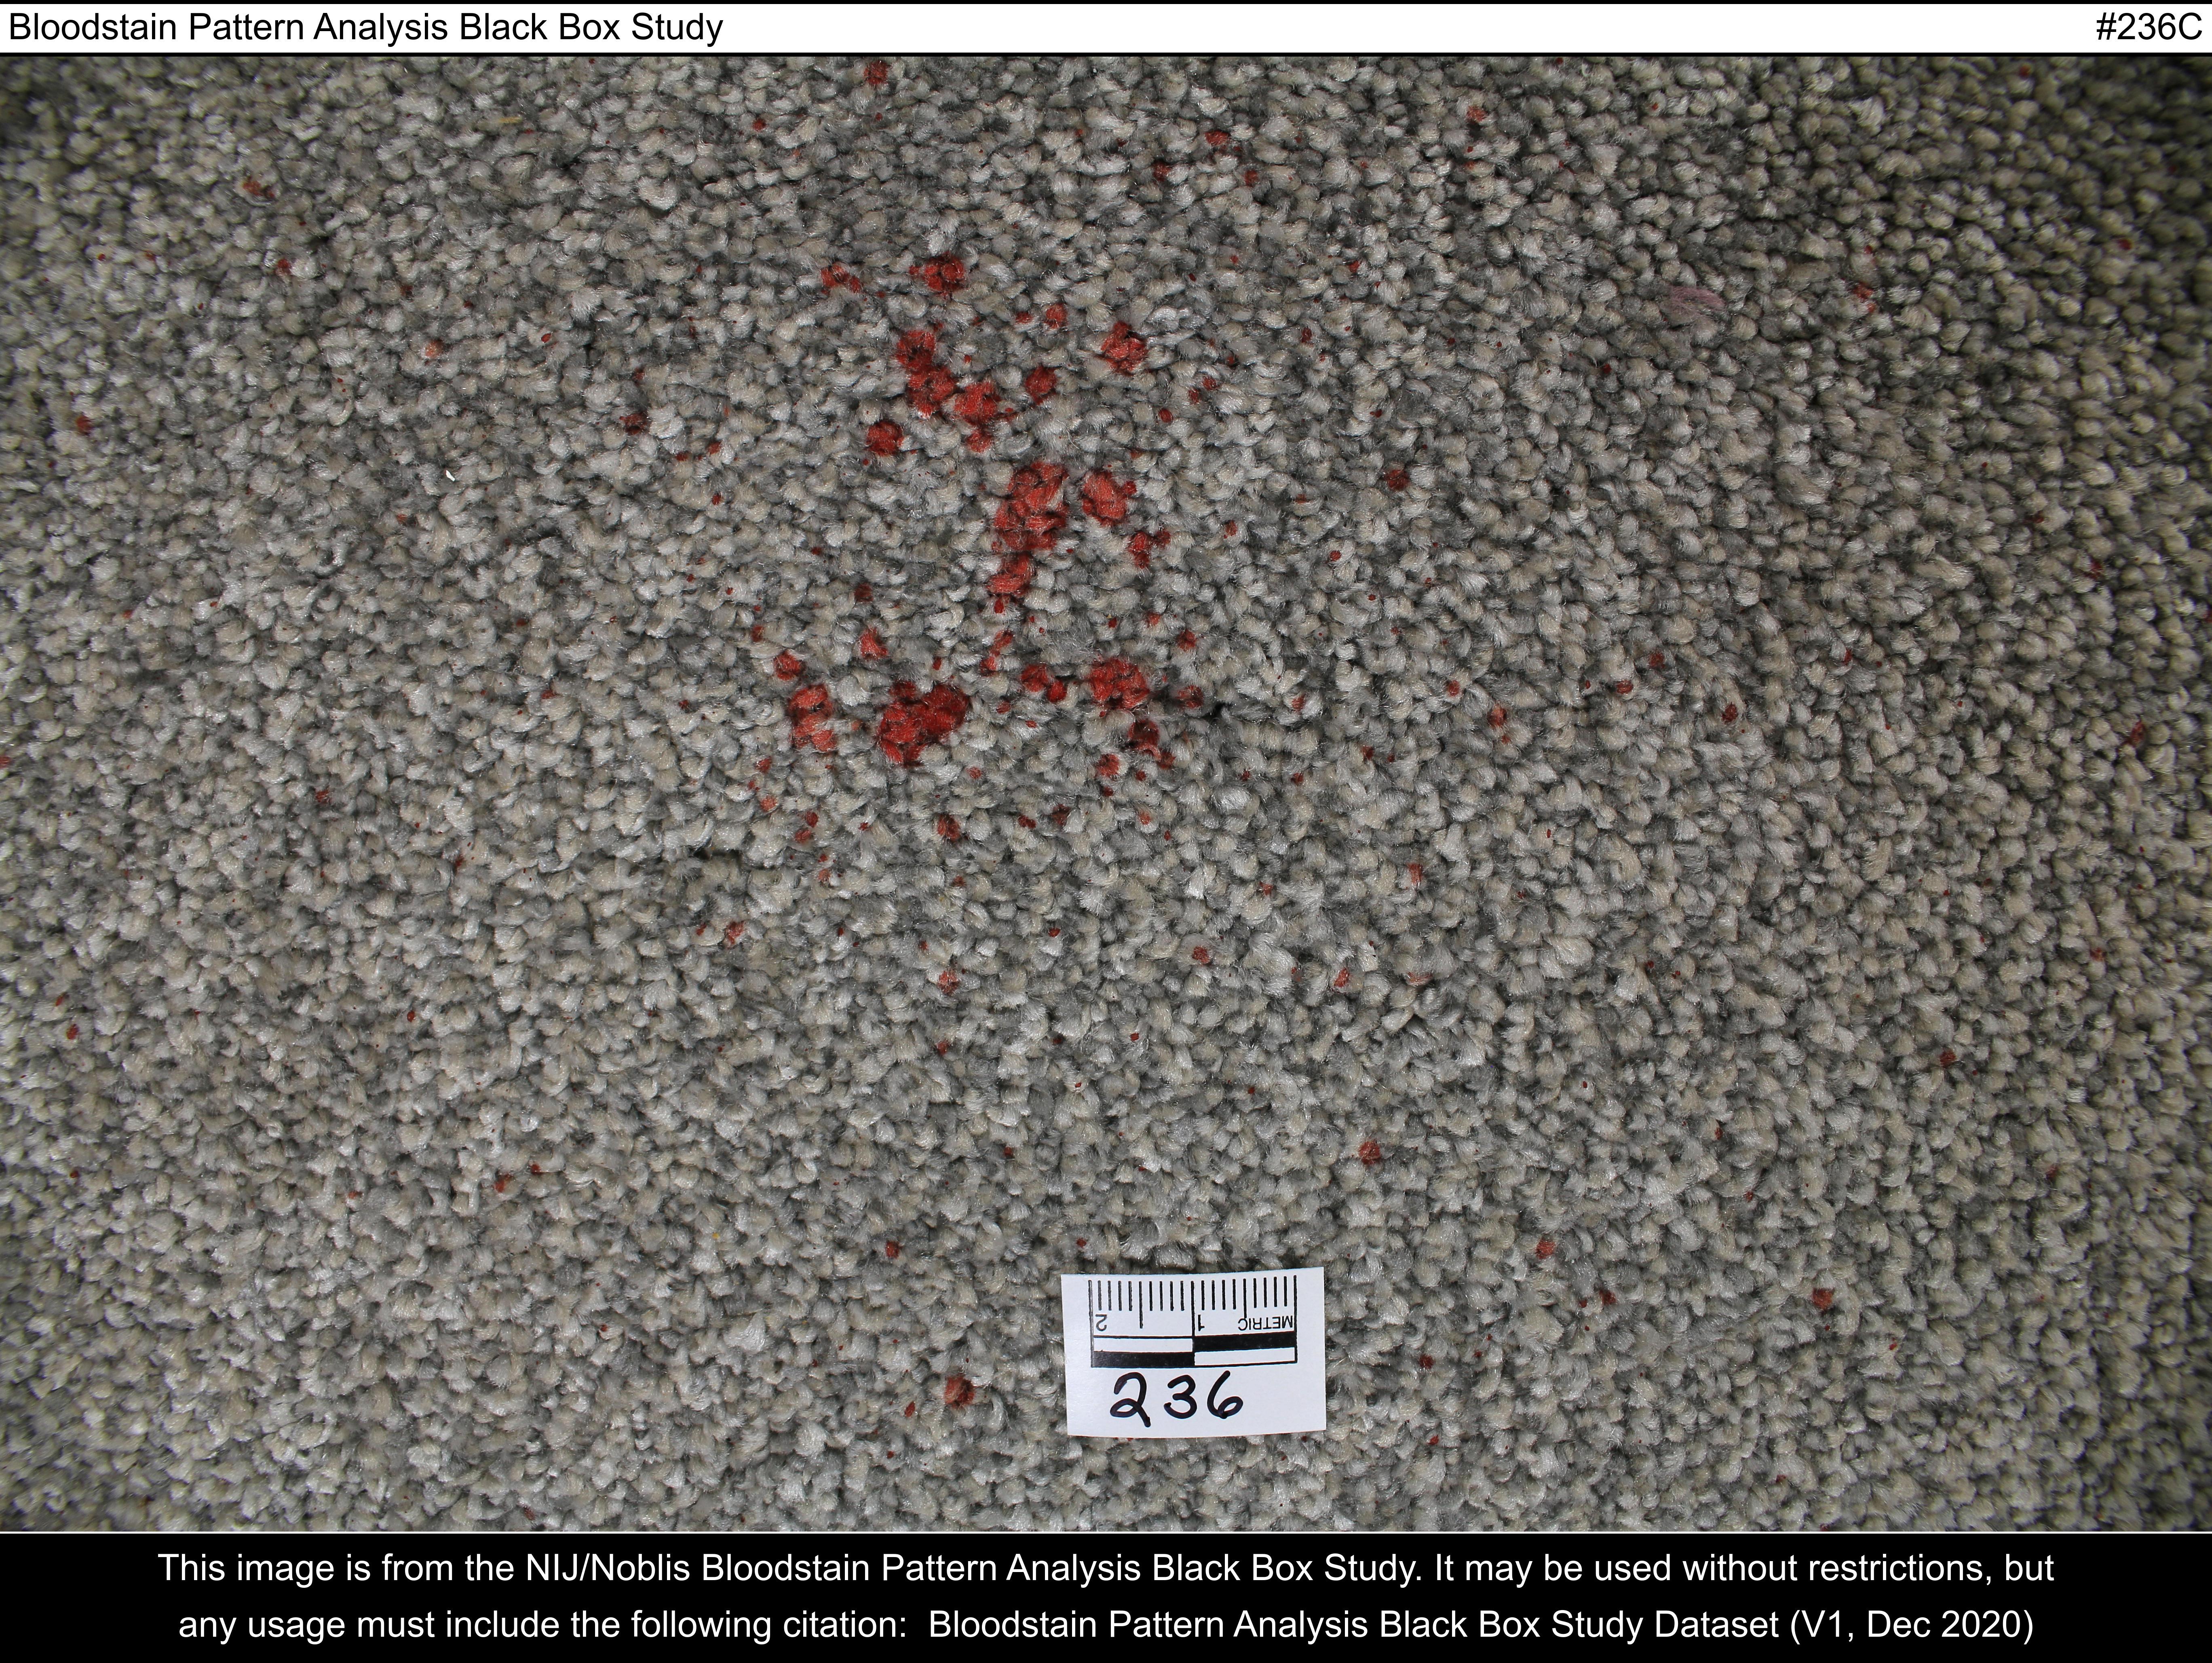 Bloodstain Pattern Analysis Black Box Study #236C
2 1 METRIC
236
This image is from the NIJ/Noblis Bloodstain Pattern Analysis Black Box Study. It may be used without restrictions, but
any usage must include the following citation: Bloodstain Pattern Analysis Black Box Study Dataset (V1, Dec 2020)